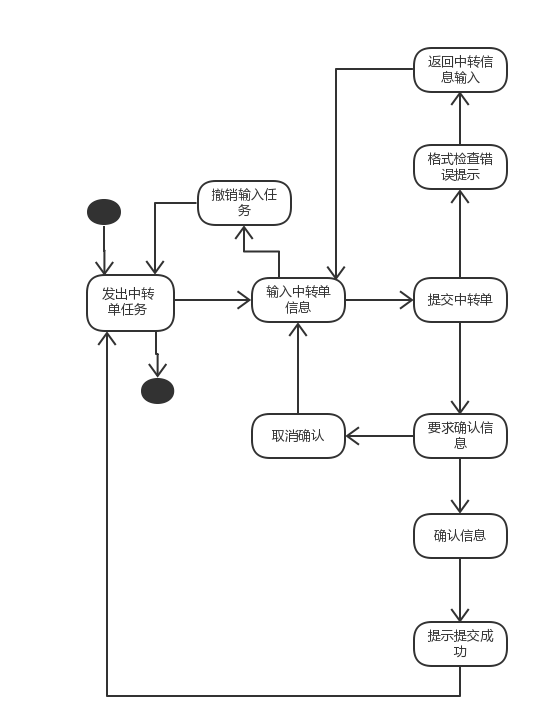 返回中转信
息输入
格式检查错
误提示
撤销输入任
务
发出中转
单任务
输入中转单
信息
提交中转单
取消确认
要求确认信
息
确认信息
提示提交成
功